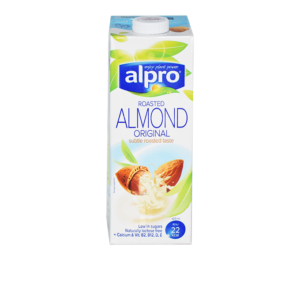 enjoy plant power
alpro
ROASTED
ALMOND
ORIGINAL
subtle roasted taste
Low in sugars
Naturally lactose free
+ Calcium & Vit. B2, B12, D, E
22